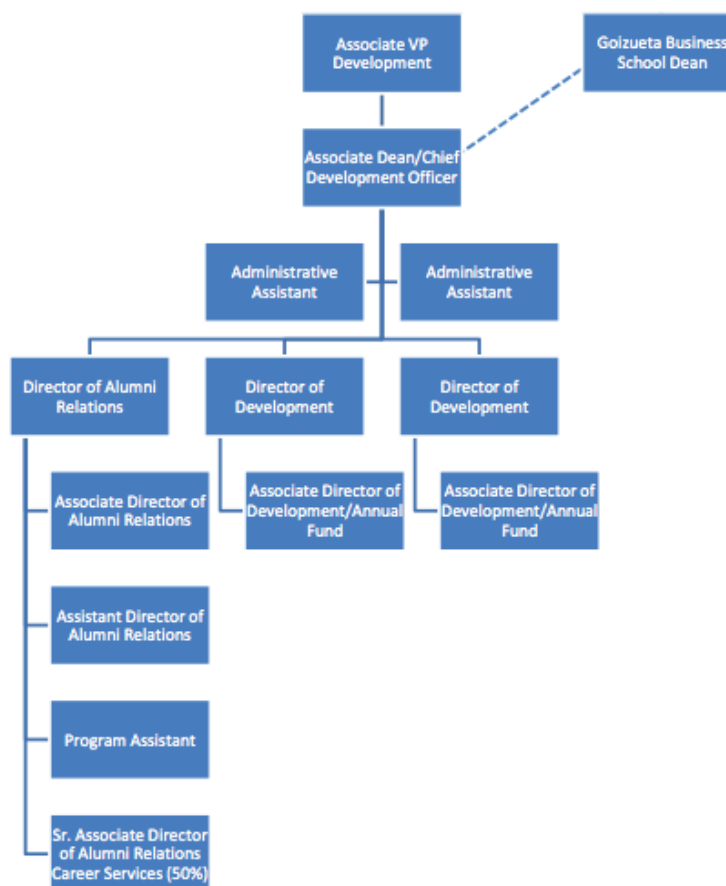 Associate VP
Development
Goizueta Business
School Dean
Associate Dean/Chief
Development Officer
Administrative
Assistant
Administrative
Assistant
Director of Alumni
Relations
Director of
Development
Director of
Development
Associate Director of
Alumni Relations
Associate Director of
Development/Annual
Fund
Associate Director of
Development/Annual
Fund
Assistant Director of
Alumni Relations
Program Assistant
Sr. Associate Director
of Alumni Relations
Career Services (50%)